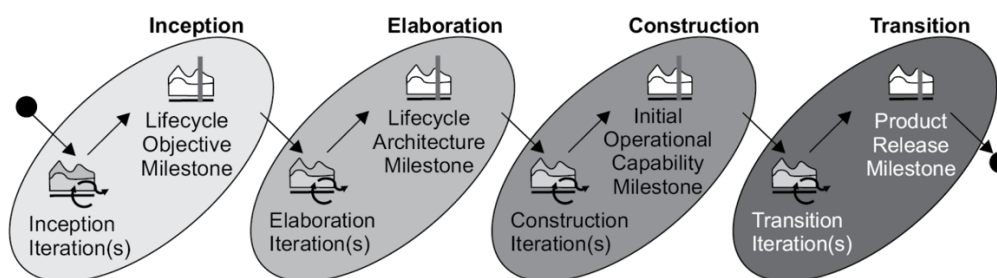 Inception
Elaboration
Construction
Transition
Lifecycle
Objective
Milestone
Inception
Iteration(s)
Lifecycle
Architecture
Milestone
Elaboration
Iteration(s)
Initial
Operational
Capability
Milestone
Construction
Iteration(s)
Product
Release
Milestone
Transition
Iteration(s)